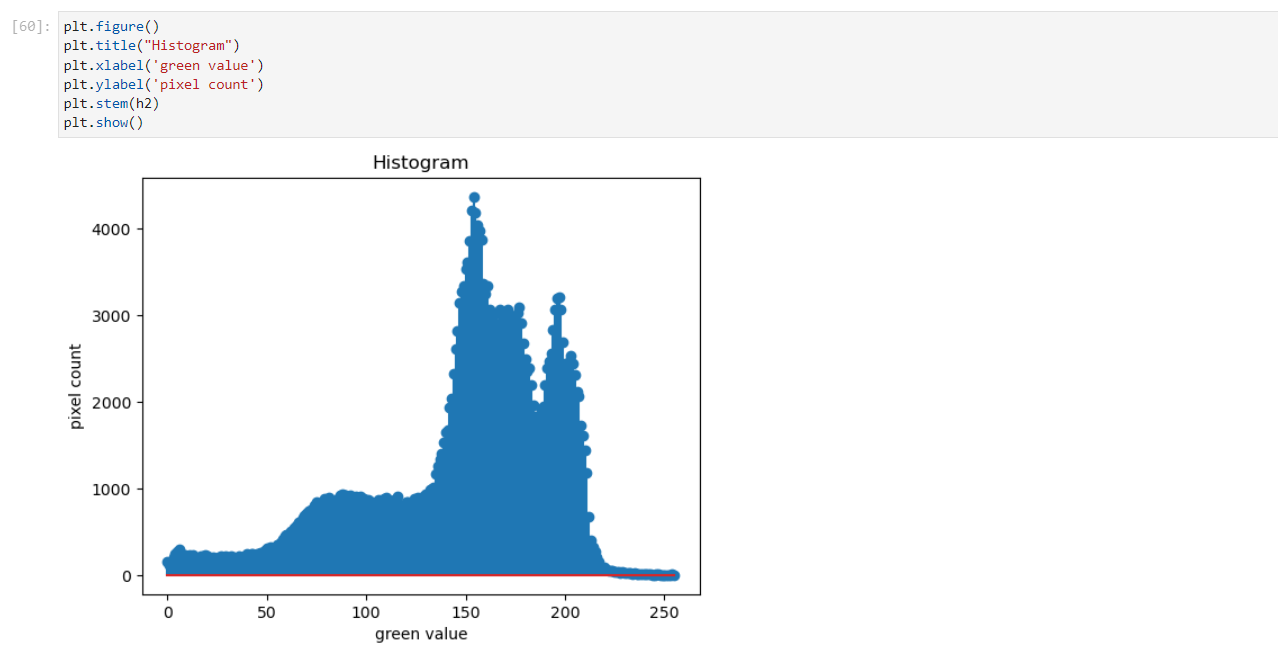 [60]: plt.figure()
plt.title("Histogram")
plt.xlabel('green value')
plt.ylabel('pixel count')
plt.stem(h2)
plt.show()
Histogram
pixel count
4000
3000
2000
1000
0
0 50 100 150 200 250
green value